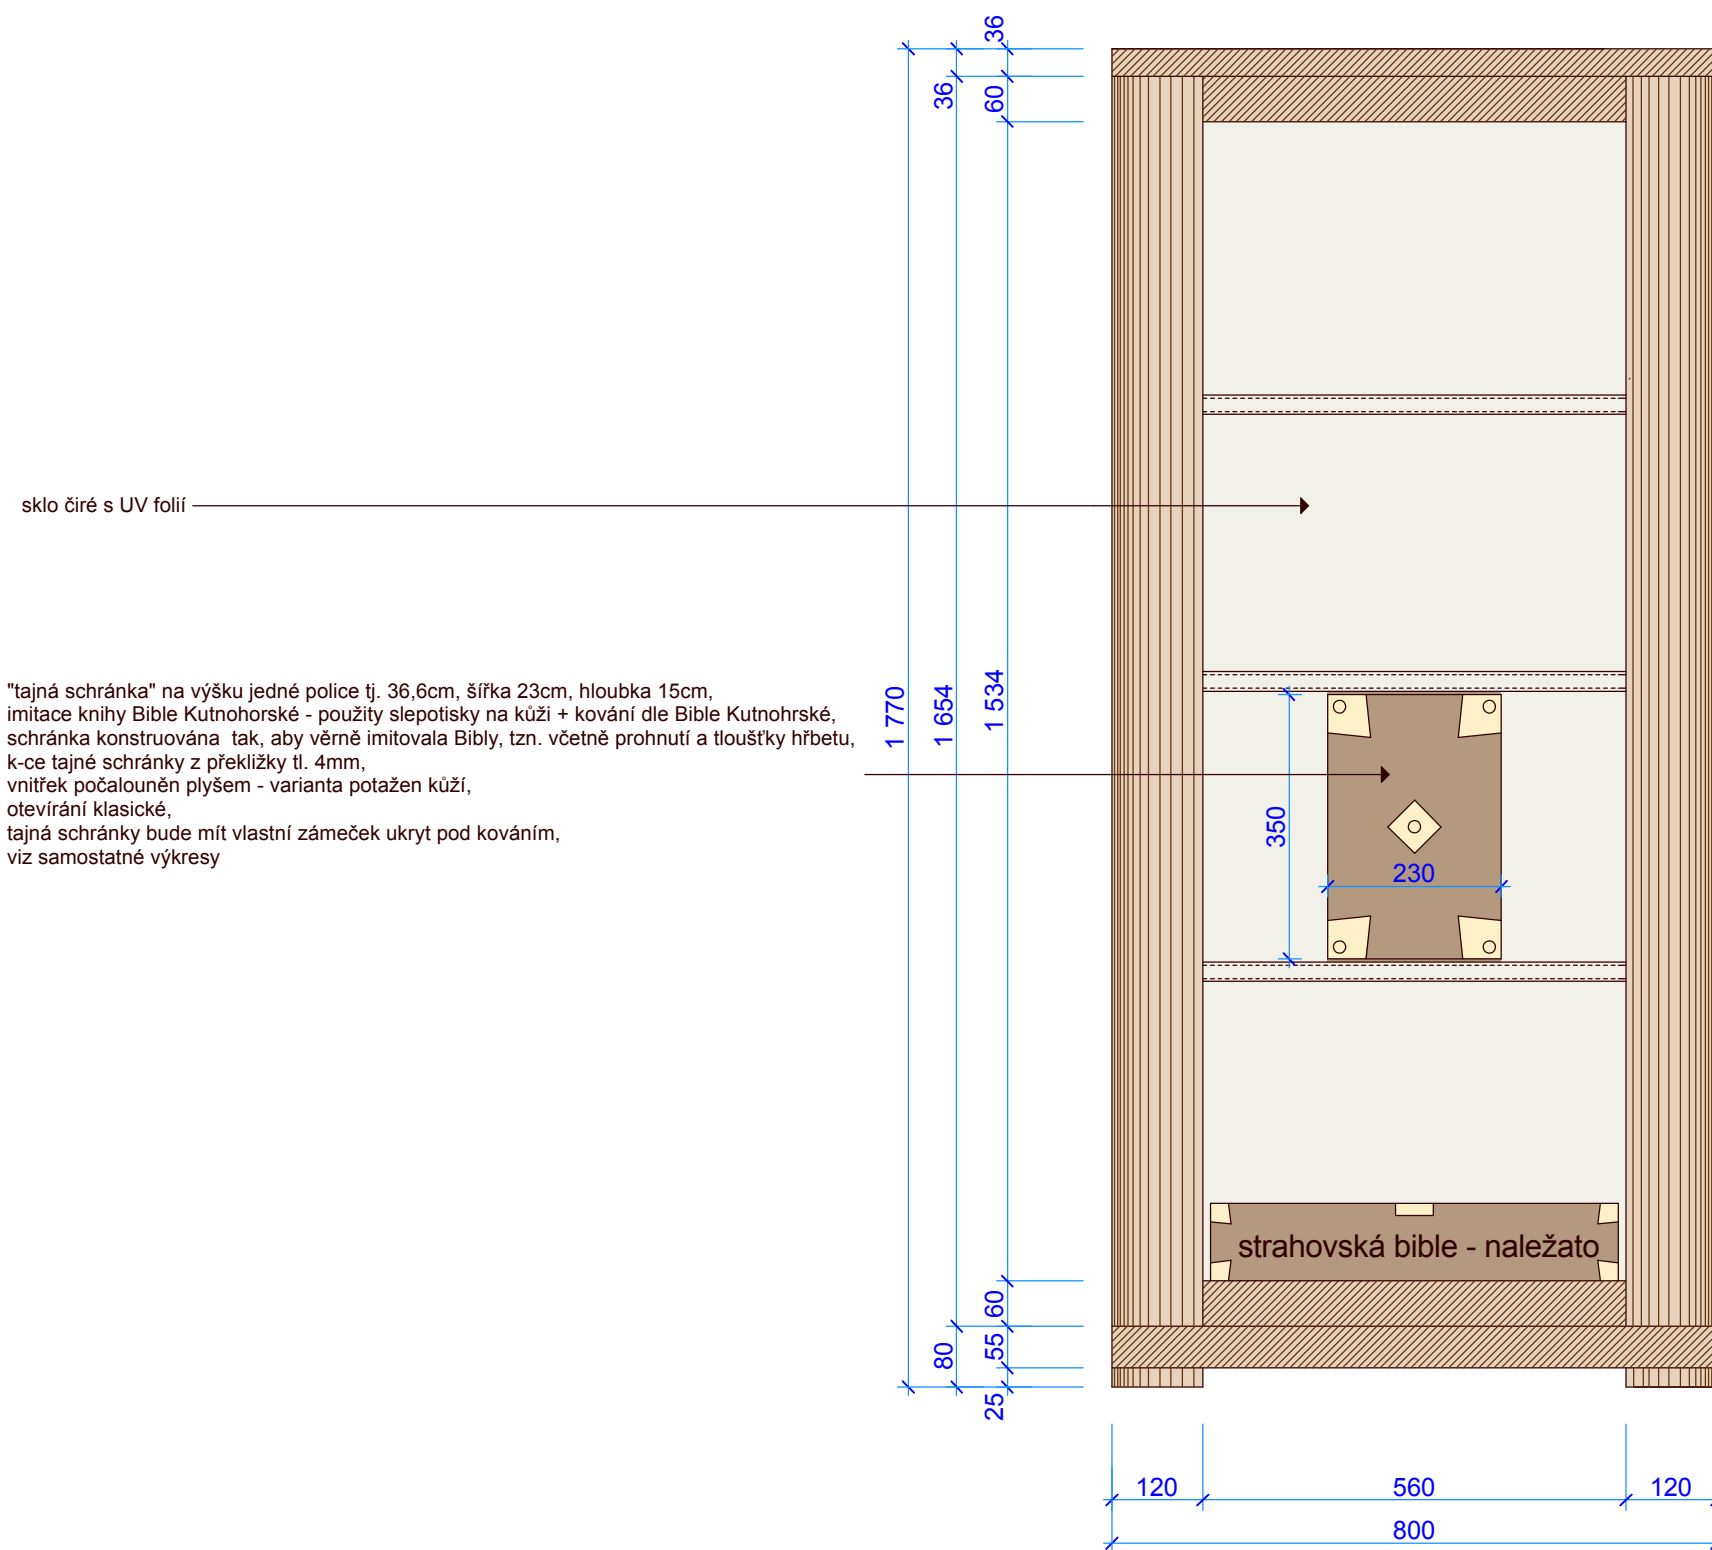 36
36
60
sklo čiré s UV folií
"tajná schránka" na výšku jedné police tj. 36,6cm, šířka 23cm, hloubka 15cm,
imitace knihy Bible Kutnohorské - použity slepotisky na kůži + kování dle Bible Kutnohrské,
schránka konstruována  tak, aby věrně imitovala Bibly, tzn. včetně prohnutí a tloušťky hřbetu,
k-ce tajné schránky z překližky tl. 4mm,
vnitřek počalouněn plyšem - varianta potažen kůží,
otevírání klasické,
tajná schránky bude mít vlastní zámeček ukryt pod kováním,
viz samostatné výkresy
1 770
1 654
1 534
350
230
strahovská bible - naležato
60
80
55
25
120
560
120
800